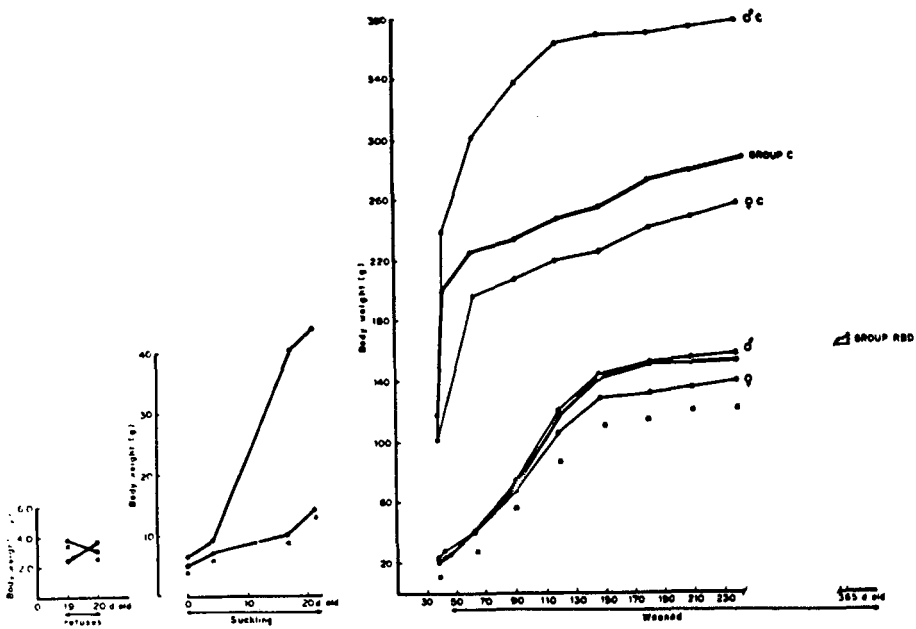 380
340
300
260
220
180
140
100
60
20
Body weight (g)
♂ C
GROUP C
♀ C
♂
♀
GROUP RBD
30 50 70 90 110 130 150 170 190 210 230
365 d old
Weaned
40
30
20
10
Body weight (g)
0 10 20 d old
Suckling
6.0
4.0
2.0
Body weight
0 19 20 d old
Fetuses